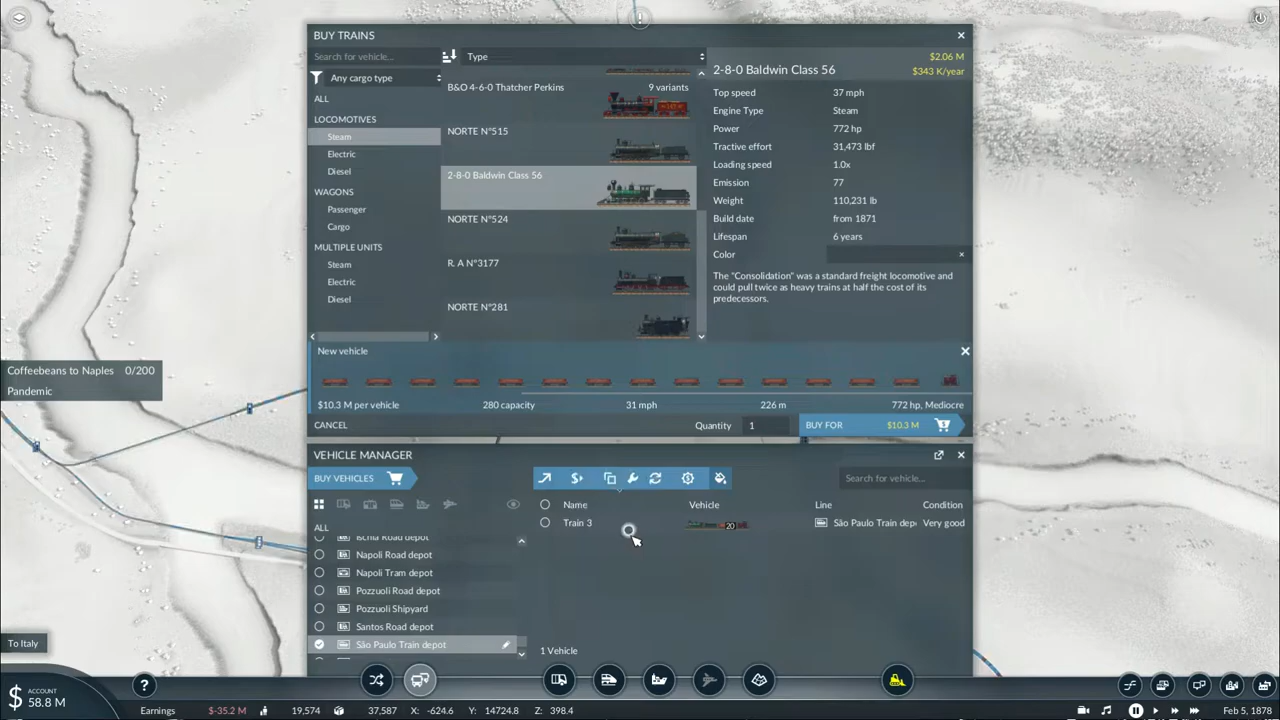 BUY TRAINS
Search for vehicle...
Type
Any cargo type
ALL
LOCOMOTIVES
Steam
Electric
Diesel
WAGONS
Passenger
Cargo
MULTIPLE UNITS
Steam
Electric
Diesel
B&O 4-6-0 Thatcher Perkins 9 variants
NORTE N°515
2-8-0 Baldwin Class 56
NORTE N°524
R. A N°3177
NORTE N°281
$2.06 M
2-8-0 Baldwin Class 56 $343 K/year
Top speed 37 mph
Engine Type Steam
Power 772 hp
Tractive effort 31,473 lbf
Loading speed 1.0x
Emission 77
Weight 110,231 lb
Build date from 1871
Lifespan 6 years
Color
The "Consolidation" was a standard freight locomotive and
could pull twice as heavy trains at half the cost of its
predecessors.
New vehicle
$10.3 M per vehicle 280 capacity 31 mph 226 m 772 hp, Mediocre
CANCEL Quantity 1 BUY FOR $10.3 M
Coffeebeans to Naples 0/200
Pandemic
VEHICLE MANAGER
BUY VEHICLES
Search for vehicle...
ALL
Ischia Road depot
Napoli Road depot
Napoli Tram depot
Pozzuoli Road depot
Pozzuoli Shipyard
Santos Road depot
São Paulo Train depot
Name Vehicle Line Condition
Train 3 20 São Paulo Train dep Very good
1 Vehicle
To Italy
$ ACCOUNT
58.8 M
?
Earnings $-35.2 M 19,574 37,587 X: -624.6 Y: 14724.8 Z: 398.4 Feb 5, 1878